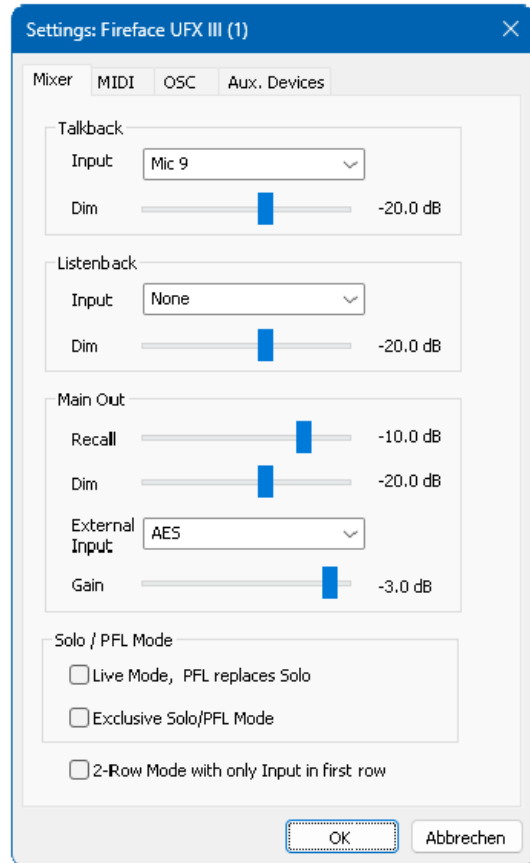 Settings: Fireface UFX III (1)
Mixer MIDI OSC Aux. Devices
Talkback
Input Mic 9
Dim -20.0 dB
Listenback
Input None
Dim -20.0 dB
Main Out
Recall -10.0 dB
Dim -20.0 dB
External
Input AES
Gain -3.0 dB
Solo / PFL Mode
Live Mode, PFL replaces Solo
Exclusive Solo/PFL Mode
2-Row Mode with only Input in first row
OK Abbrechen